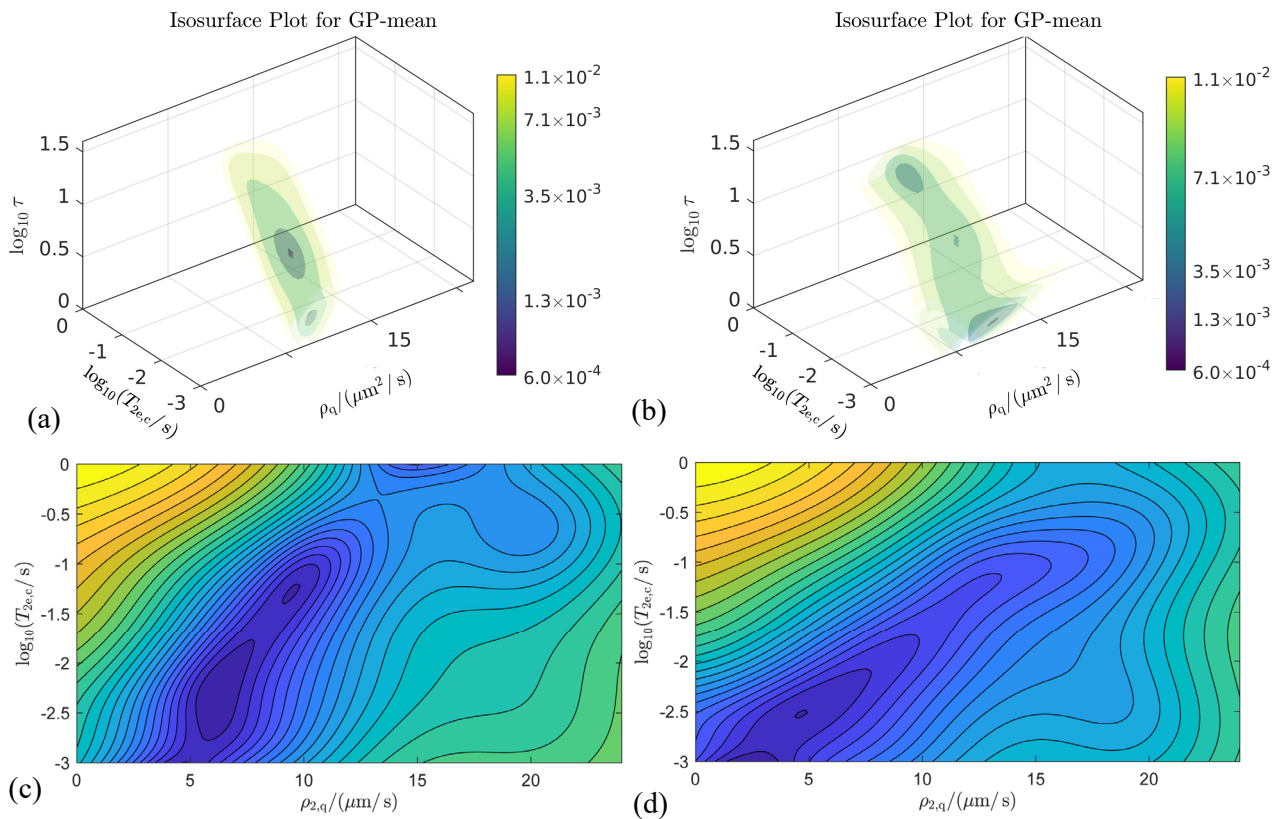 Isosurface Plot for GP-mean
1.5
1
0.5
0
log₁₀ τ
0
-1
-2
-3
log₁₀(T₂ₑ,c/s)
0
15
ρq/(μm²/s)
1.1×10⁻²
7.1×10⁻³
3.5×10⁻³
1.3×10⁻³
6.0×10⁻⁴
(a)
Isosurface Plot for GP-mean
1.5
1
0.5
0
log₁₀ τ
0
-1
-2
-3
log₁₀(T₂ₑ,c/s)
0
15
ρq/(μm²/s)
1.1×10⁻²
7.1×10⁻³
3.5×10⁻³
1.3×10⁻³
6.0×10⁻⁴
(b)
0
-0.5
-1
-1.5
-2
-2.5
-3
log₁₀(T₂ₑ,c/s)
0 5 10 15 20
ρ₂,q/(μm/s)
(c)
0
-0.5
-1
-1.5
-2
-2.5
-3
log₁₀(T₂ₑ,c/s)
0 5 10 15 20
ρ₂,q/(μm/s)
(d)